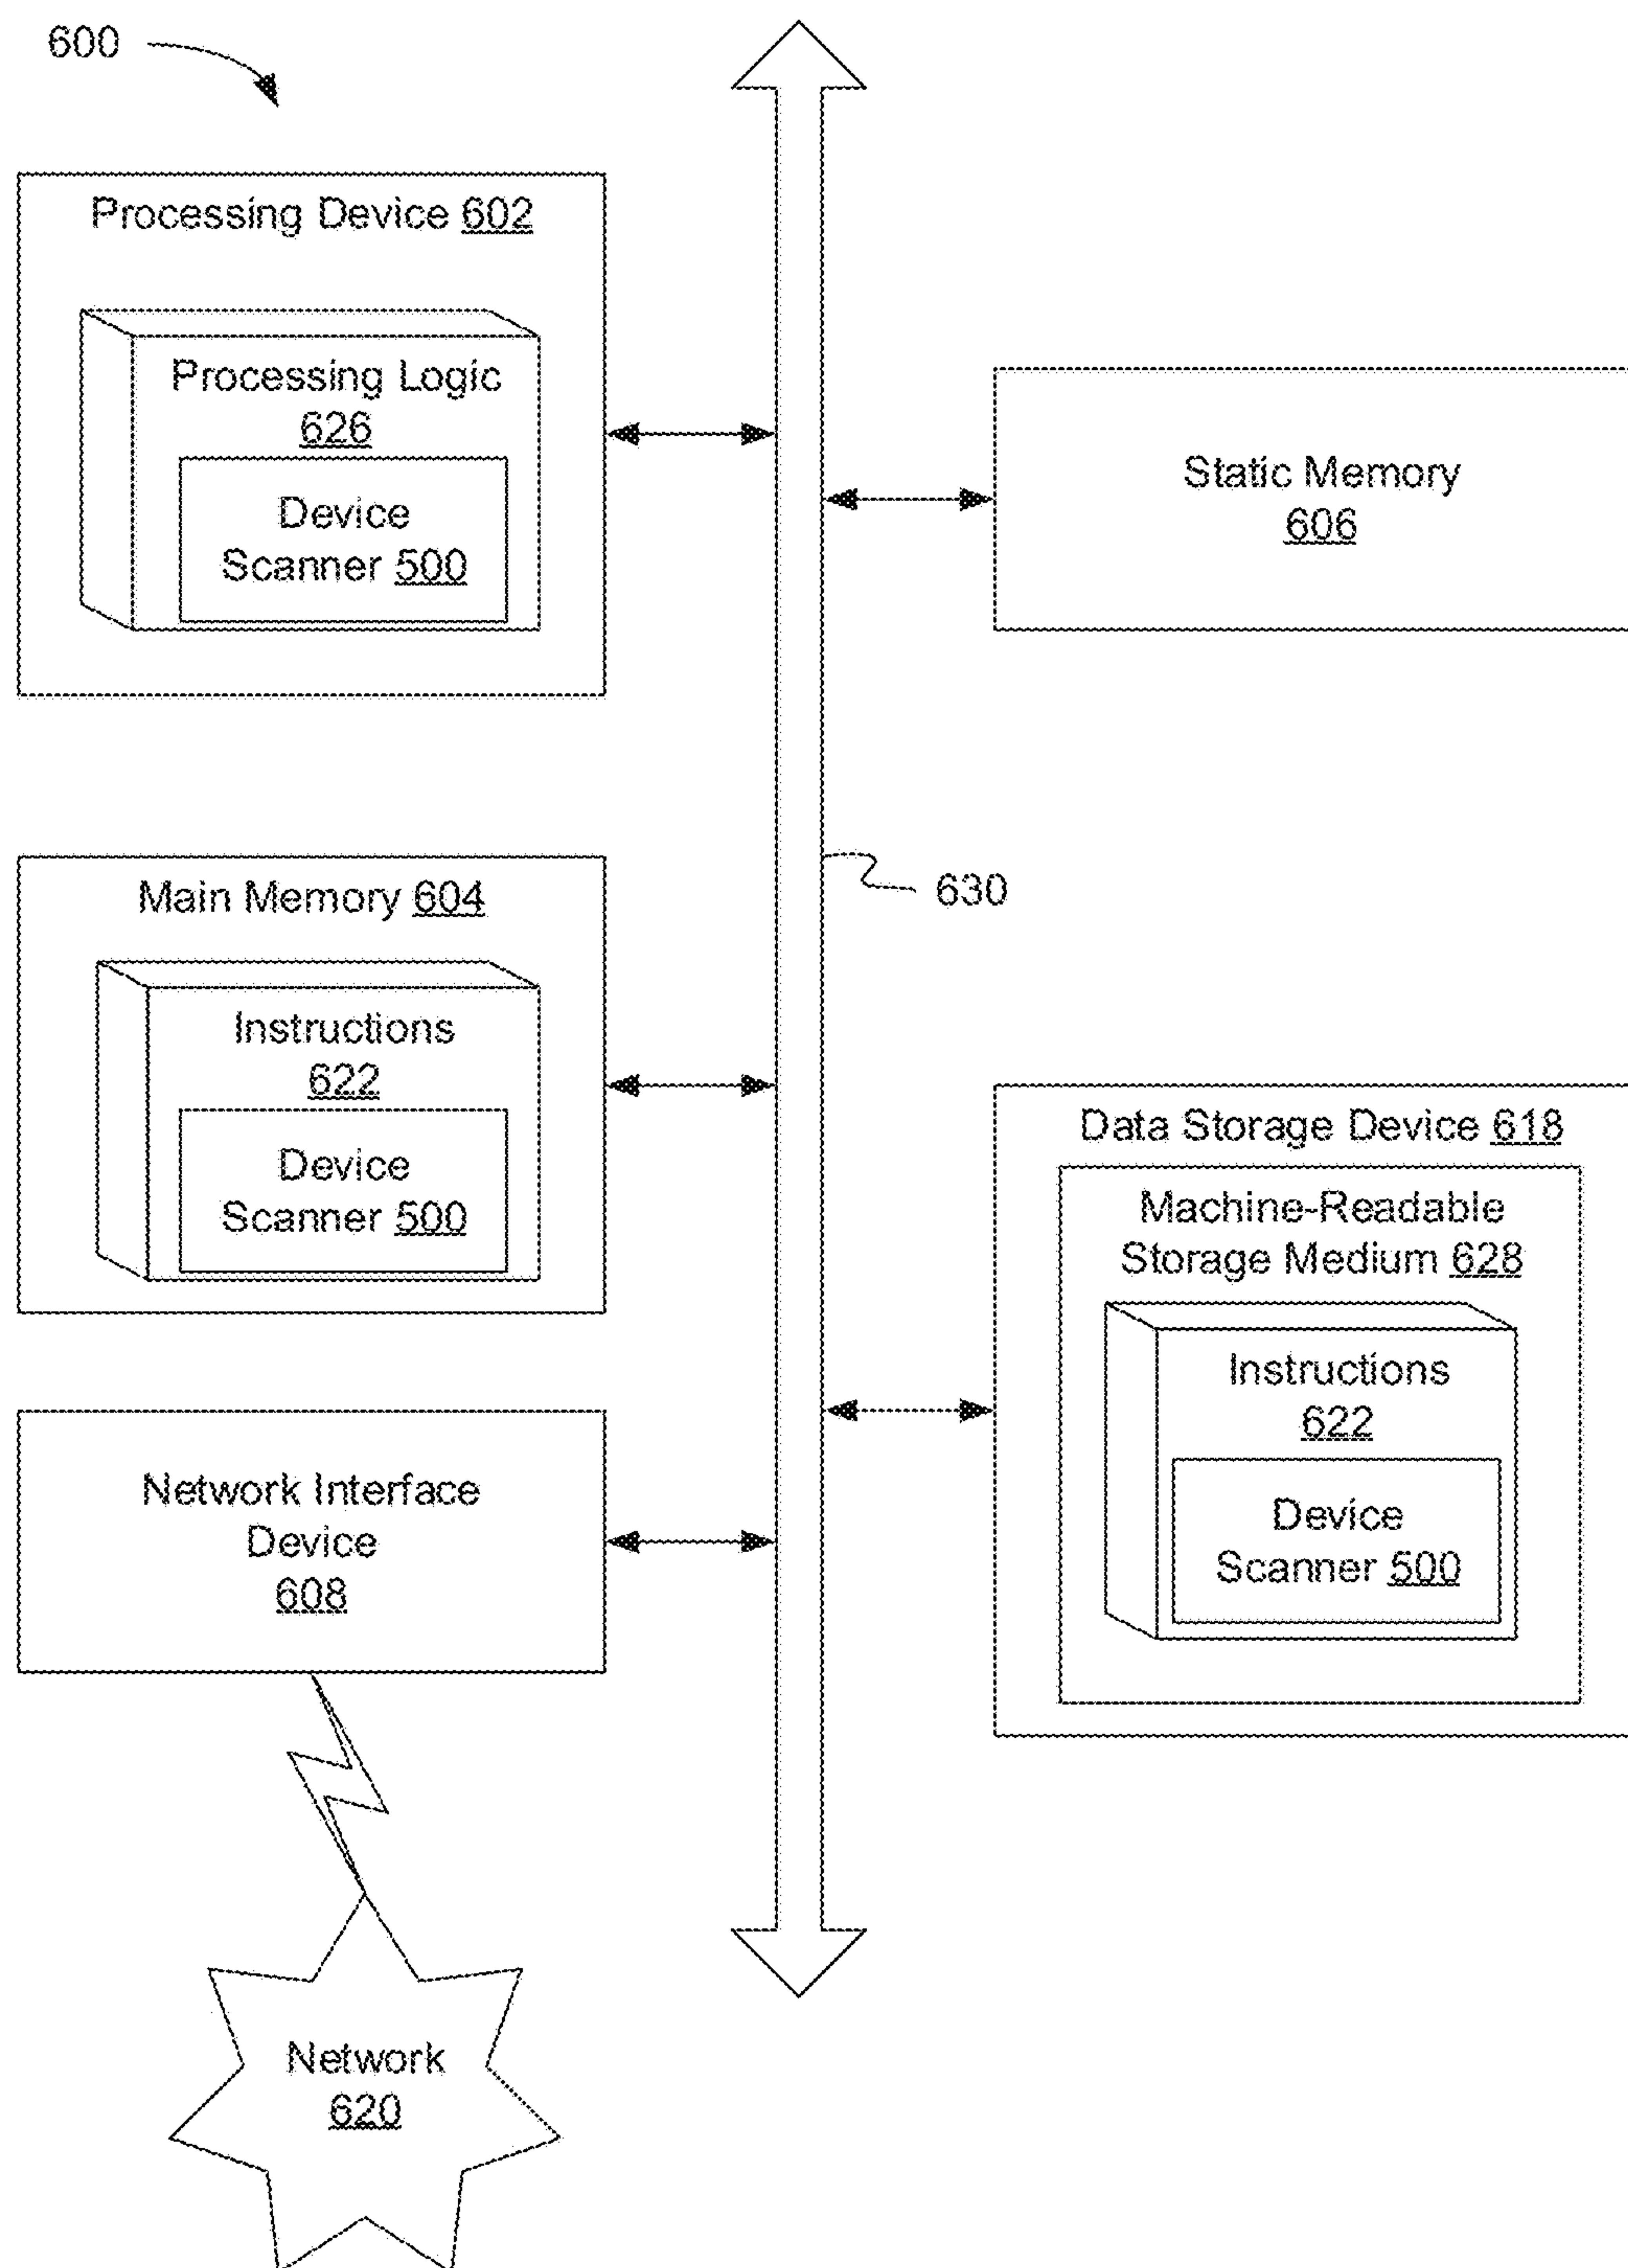 600
Processing Device 602
Processing Logic
626
Device
Scanner 500
Static Memory
606
630
Main Memory 604
Instructions
622
Device
Scanner 500
Data Storage Device 618
Machine-Readable
Storage Medium 628
Instructions
622
Device
Scanner 500
Network Interface
Device
608
Network
620